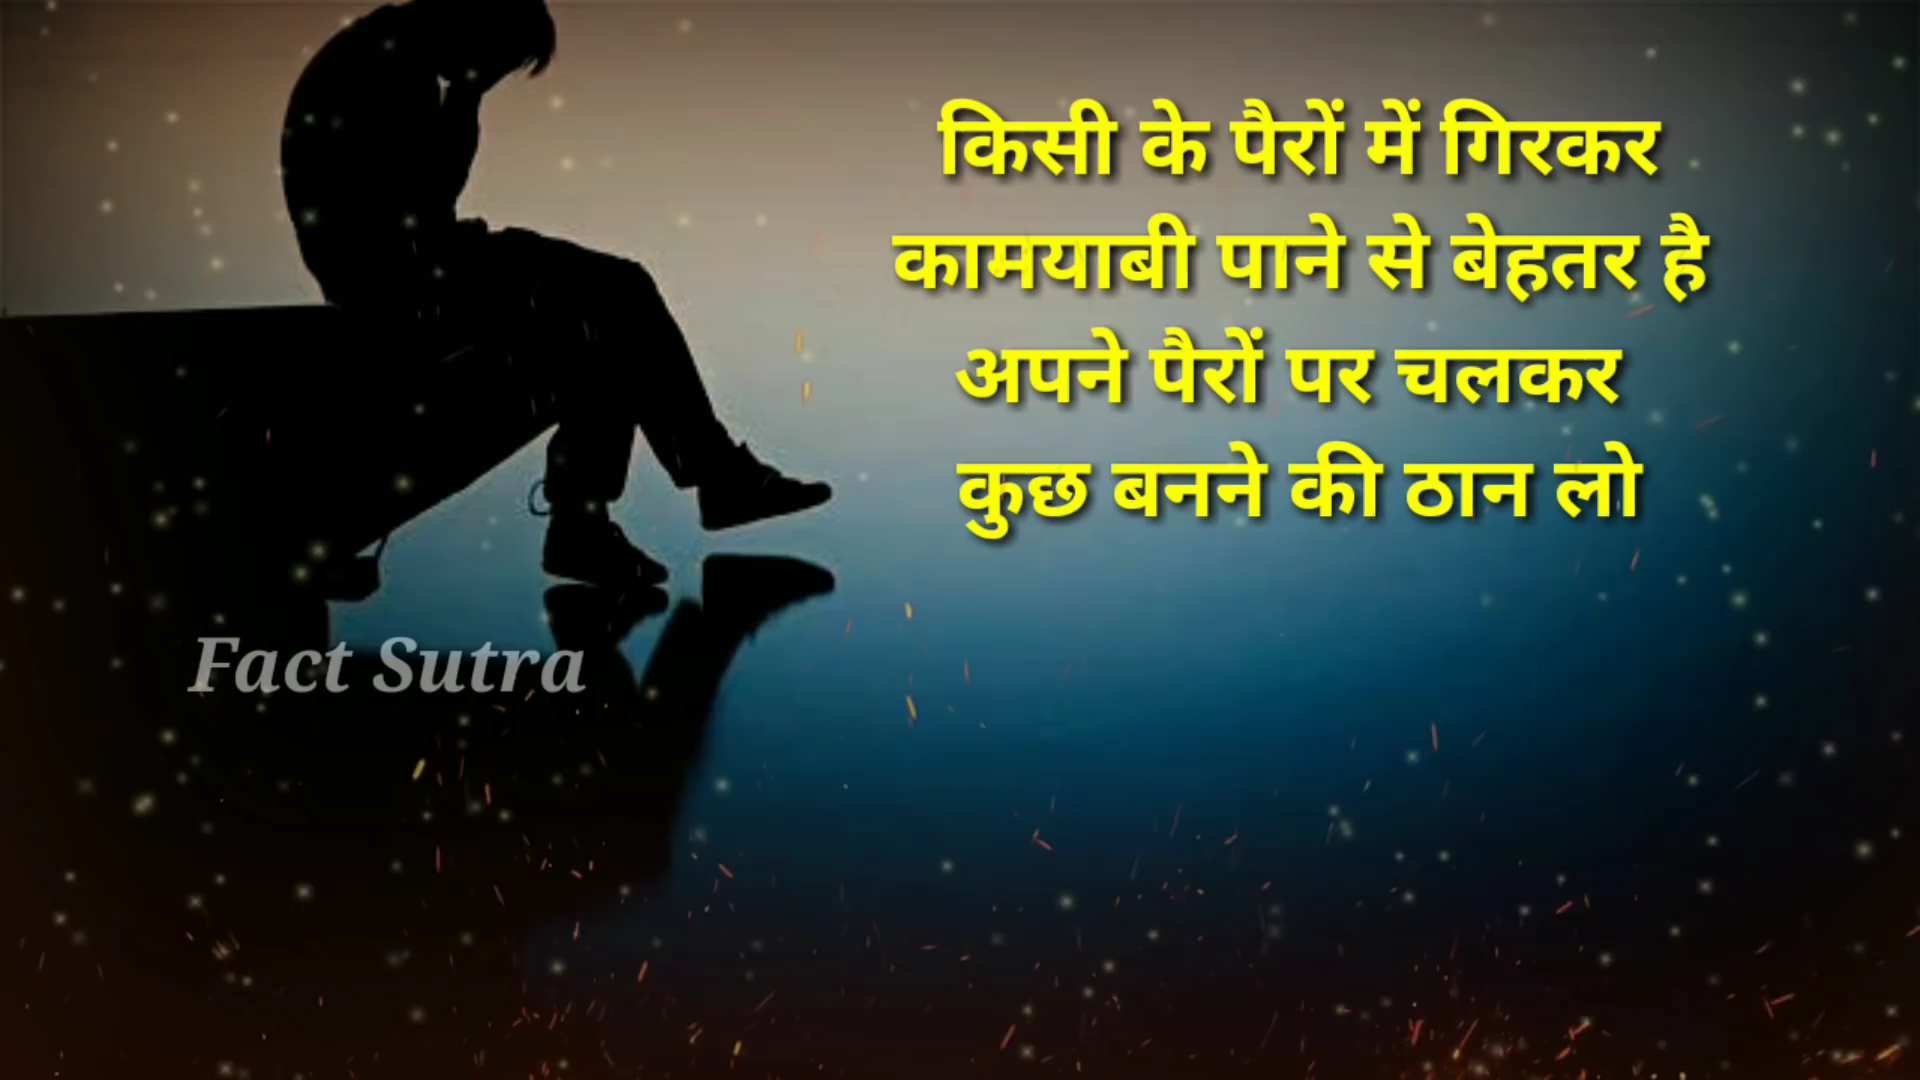 किसी के पैरों में गिरकर
कामयाबी पाने से बेहतर है
अपने पैरों पर चलकर
कुछ बनने की ठान लो
Fact Sutra